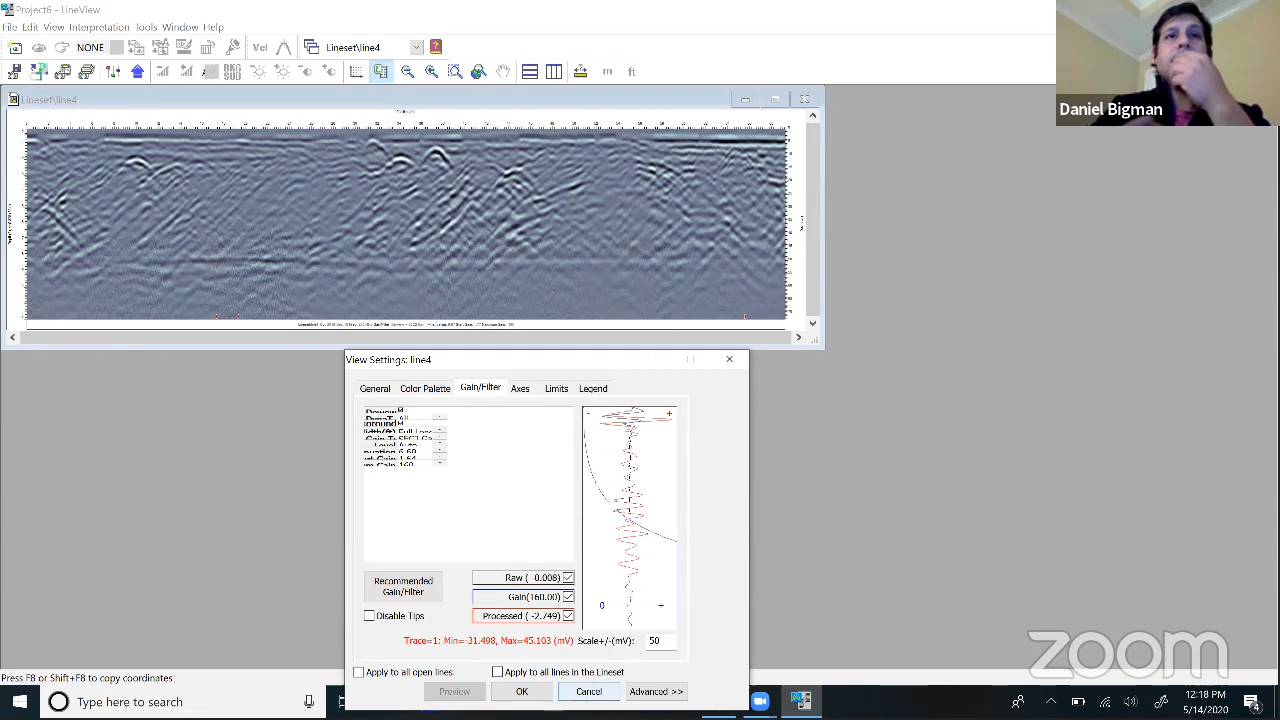 Project6 - LineView
File Edit View Interpretation Tools Window Help
NONE Vel Lineset\line4
BKG SUB m ft
Lineset\line4
Daniel Bigman
View Settings: line4
General Color Palette Gain/Filter Axes Limits Legend
- +
Recommended
Gain/Filter
Raw ( -0.008)
Gain(160.00)
0 +
Disable Tips
Processed ( -2.749)
Trace=1: Min=-31.498, Max=45.103 (mV) Scale+/-(mV): 50
Apply to all open lines Apply to all lines in the Lineset
Preview OK Cancel Advanced >>
zoom
Press F8 or Shift+F8 to copy coordinates
Type here to search
12:18 PM
5/14/2020
4